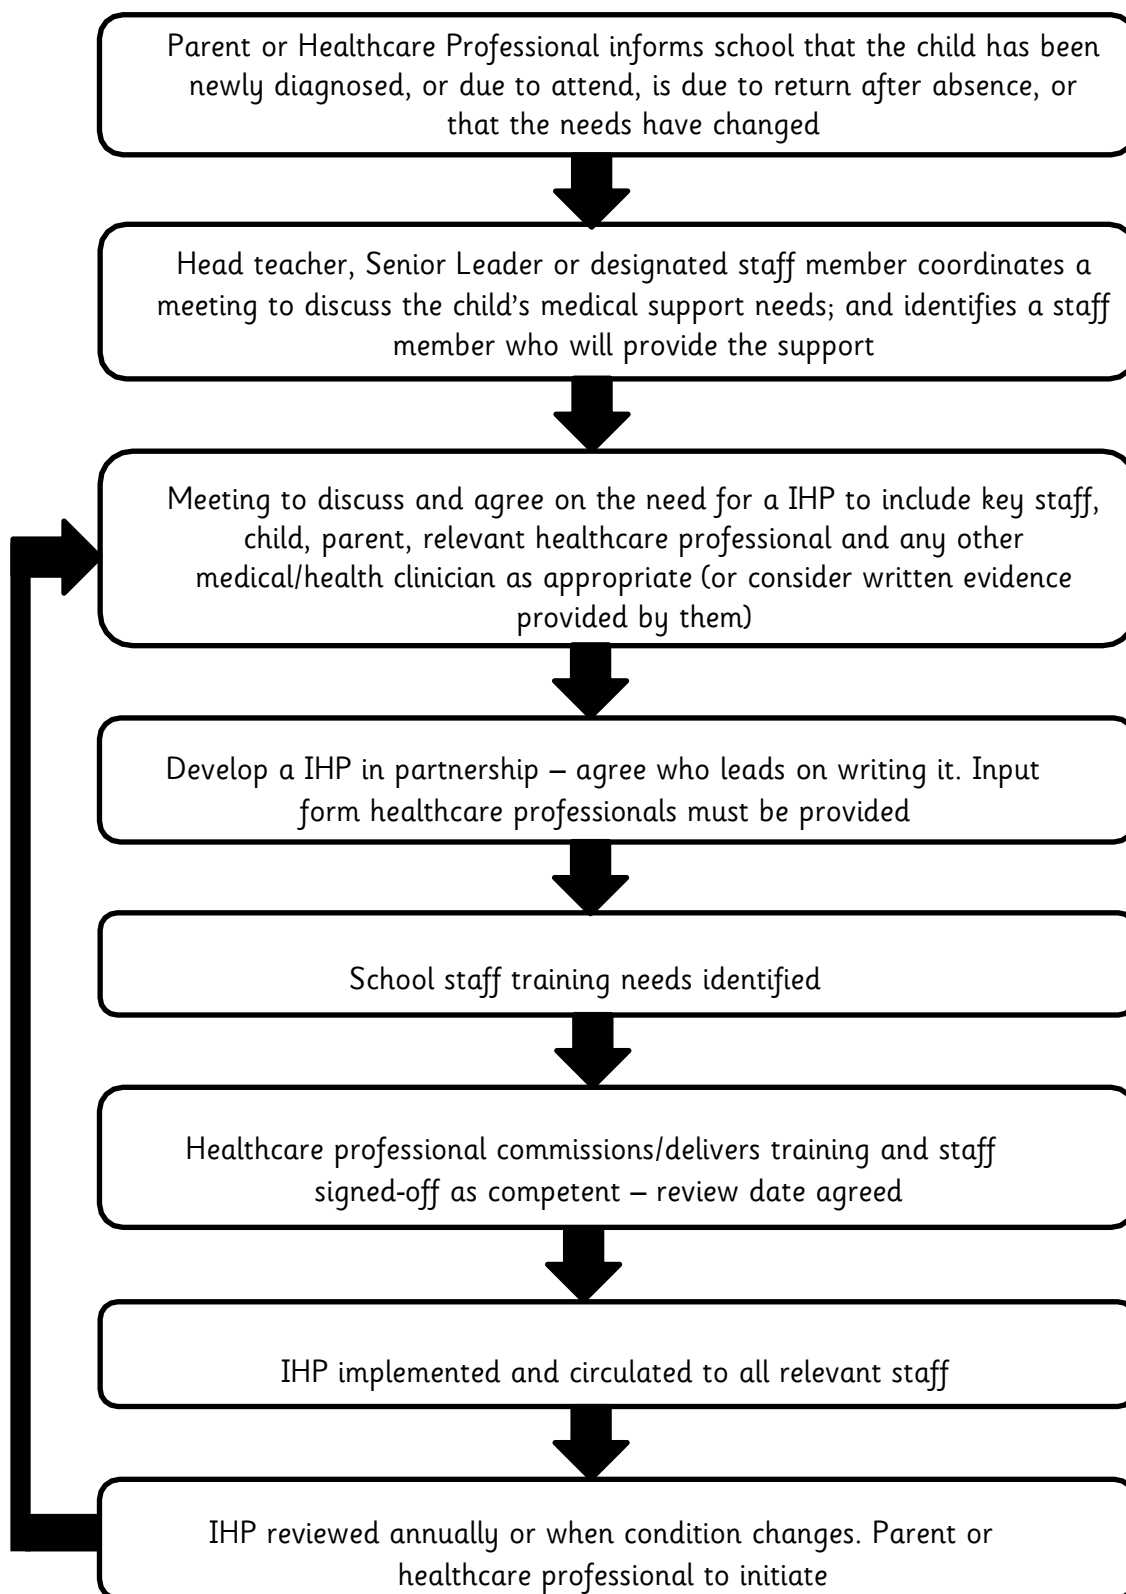 Parent or Healthcare Professional informs school that the child has been
newly diagnosed, or due to attend, is due to return after absence, or
that the needs have changed
Head teacher, Senior Leader or designated staff member coordinates a
meeting to discuss the child's medical support needs; and identifies a staff
member who will provide the support
Meeting to discuss and agree on the need for a IHP to include key staff,
child, parent, relevant healthcare professional and any other
medical/health clinician as appropriate (or consider written evidence
provided by them)
Develop a IHP in partnership – agree who leads on writing it. Input
form healthcare professionals must be provided
School staff training needs identified
Healthcare professional commissions/delivers training and staff
signed-off as competent – review date agreed
IHP implemented and circulated to all relevant staff
IHP reviewed annually or when condition changes. Parent or
healthcare professional to initiate